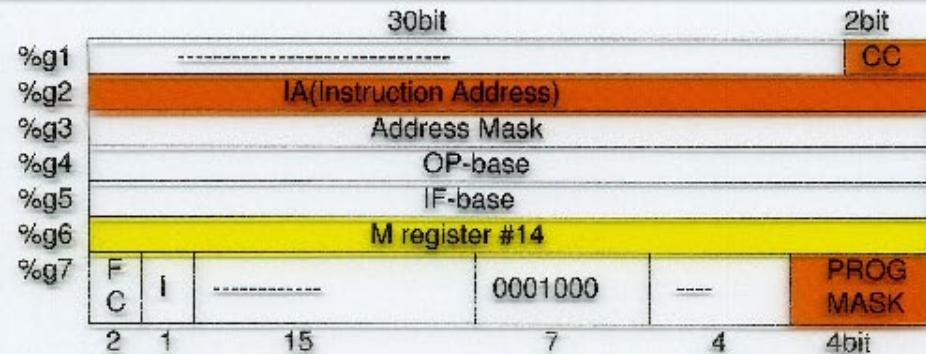 30bit 2bit
%g1 ------------------------ CC
%g2 IA(Instruction Address)
%g3 Address Mask
%g4 OP-base
%g5 IF-base
%g6 M register #14
%g7 F C I ------------ 0001000 ---- PROG MASK
2 1 15 7 4 4bit